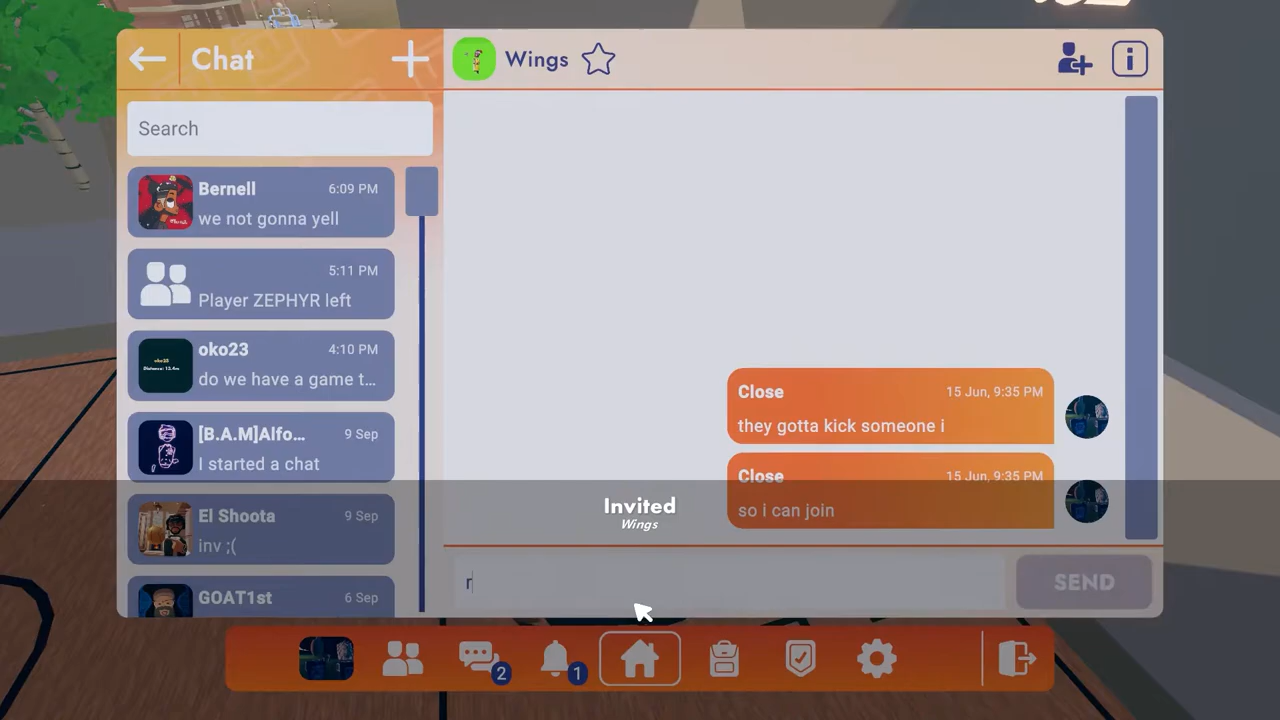 Chat
Search
Bernell 6:09 PM
we not gonna yell
5:11 PM
Player ZEPHYR left
oko23 4:10 PM
do we have a game t...
[B.A.M]Alfo... 9 Sep
I started a chat
El Shoota 9 Sep
inv ;(
GOAT1st 6 Sep
Wings
Close 15 Jun, 9:35 PM
they gotta kick someone i
Close 15 Jun, 9:35 PM
so i can join
Invited
Wings
r
SEND
2
1